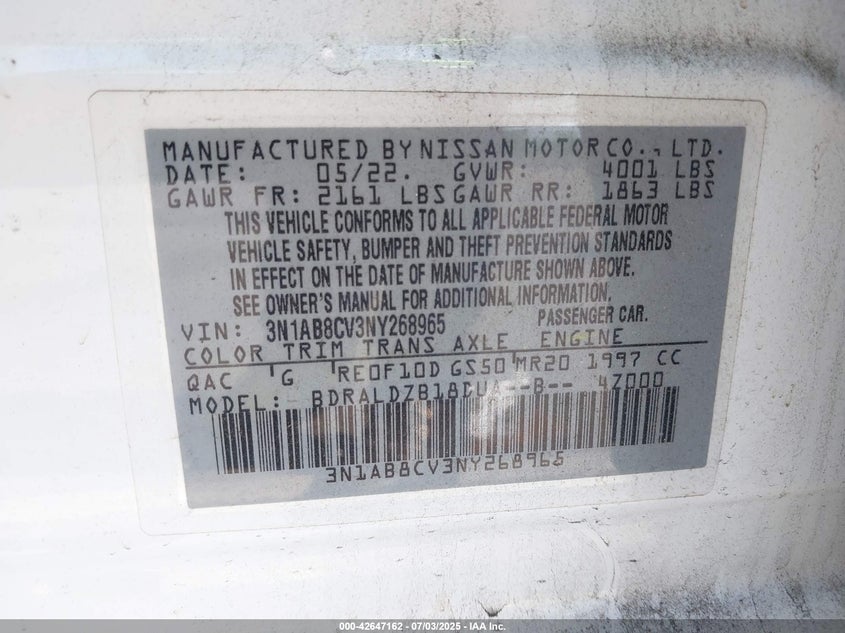 MANUFACTURED BY NISSAN MOTOR CO., LTD.
DATE: 05/22. GVWR: 4001 LBS
GAWR FR: 2161 LBS GAWR RR: 1863 LBS
THIS VEHICLE CONFORMS TO ALL APPLICABLE FEDERAL MOTOR
VEHICLE SAFETY, BUMPER AND THEFT PREVENTION STANDARDS
IN EFFECT ON THE DATE OF MANUFACTURE SHOWN ABOVE.
SEE OWNER'S MANUAL FOR ADDITIONAL INFORMATION.
VIN: 3N1AB8CV3NY268965 PASSENGER CAR.
COLOR TRIM TRANS AXLE ENGINE
QAC G RE0F10D GS50 MR20 1997 CC
MODEL: BDRALDZB18DUA--B-- 47000
3N1AB8CV3NY268965
000-42647162 - 07/03/2025 - IAA Inc.